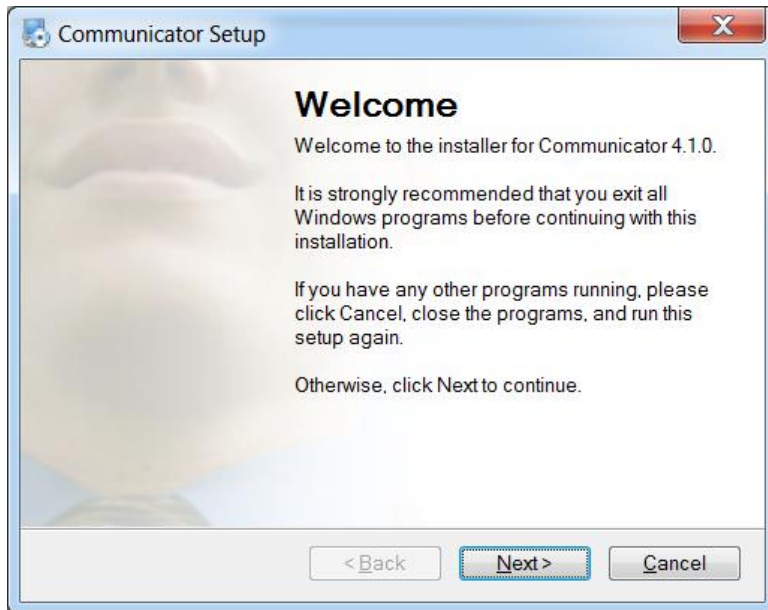 Communicator Setup
Welcome
Welcome to the installer for Communicator 4.1.0.
It is strongly recommended that you exit all
Windows programs before continuing with this
installation.
If you have any other programs running, please
click Cancel, close the programs, and run this
setup again.
Otherwise, click Next to continue.
< Back Next > Cancel